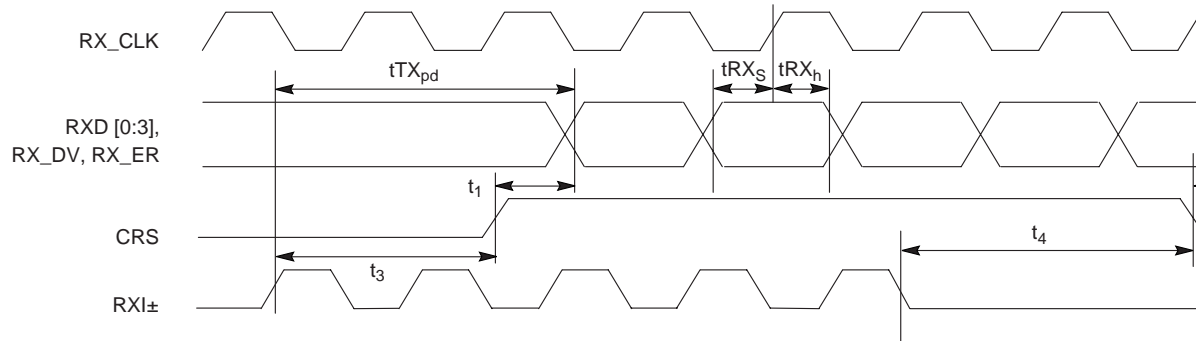 RX_CLK
tTXpd
tRXS
tRXh
RXD [0:3],
RX_DV, RX_ER
t1
CRS
t4
t3
RXI±